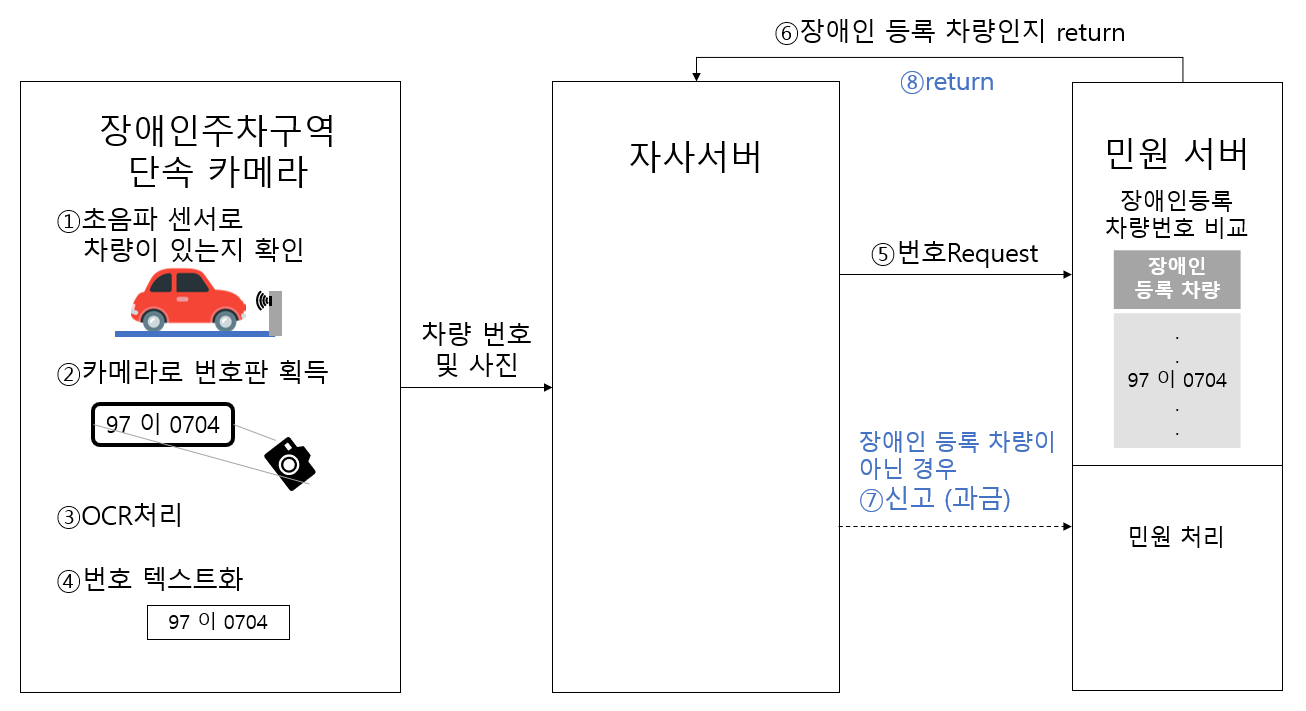 ⑥장애인 등록 차량인지 return
⑧return
장애인주차구역
단속 카메라
①초음파 센서로
차량이 있는지 확인
②카메라로 번호판 획득
97 이 0704
③OCR처리
④번호 텍스트화
97 이 0704
차량 번호
및 사진
자사서버
⑤번호Request
장애인 등록 차량이
아닌 경우
⑦신고 (과금)
민원 서버
장애인등록
차량번호 비교
장애인
등록 차량
.
.
97 이 0704
.
.
민원 처리